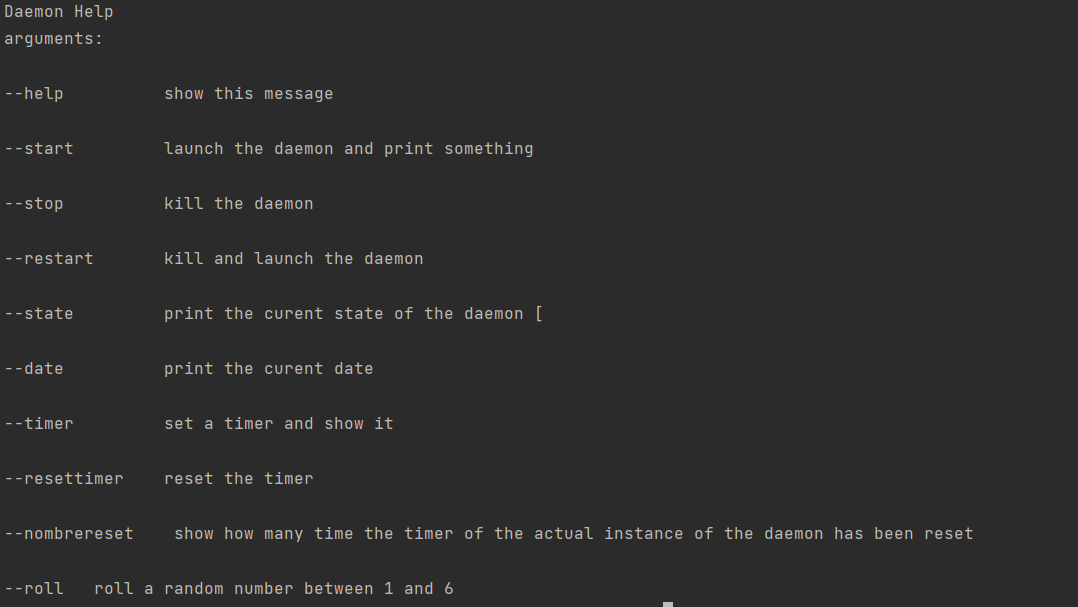 Daemon Help
arguments:
--help          show this message
--start         launch the daemon and print something
--stop          kill the daemon
--restart       kill and launch the daemon
--state         print the curent state of the daemon [
--date          print the curent date
--timer         set a timer and show it
--resettimer    reset the timer
--nombrereset    show how many time the timer of the actual instance of the daemon has been reset
--roll   roll a random number between 1 and 6